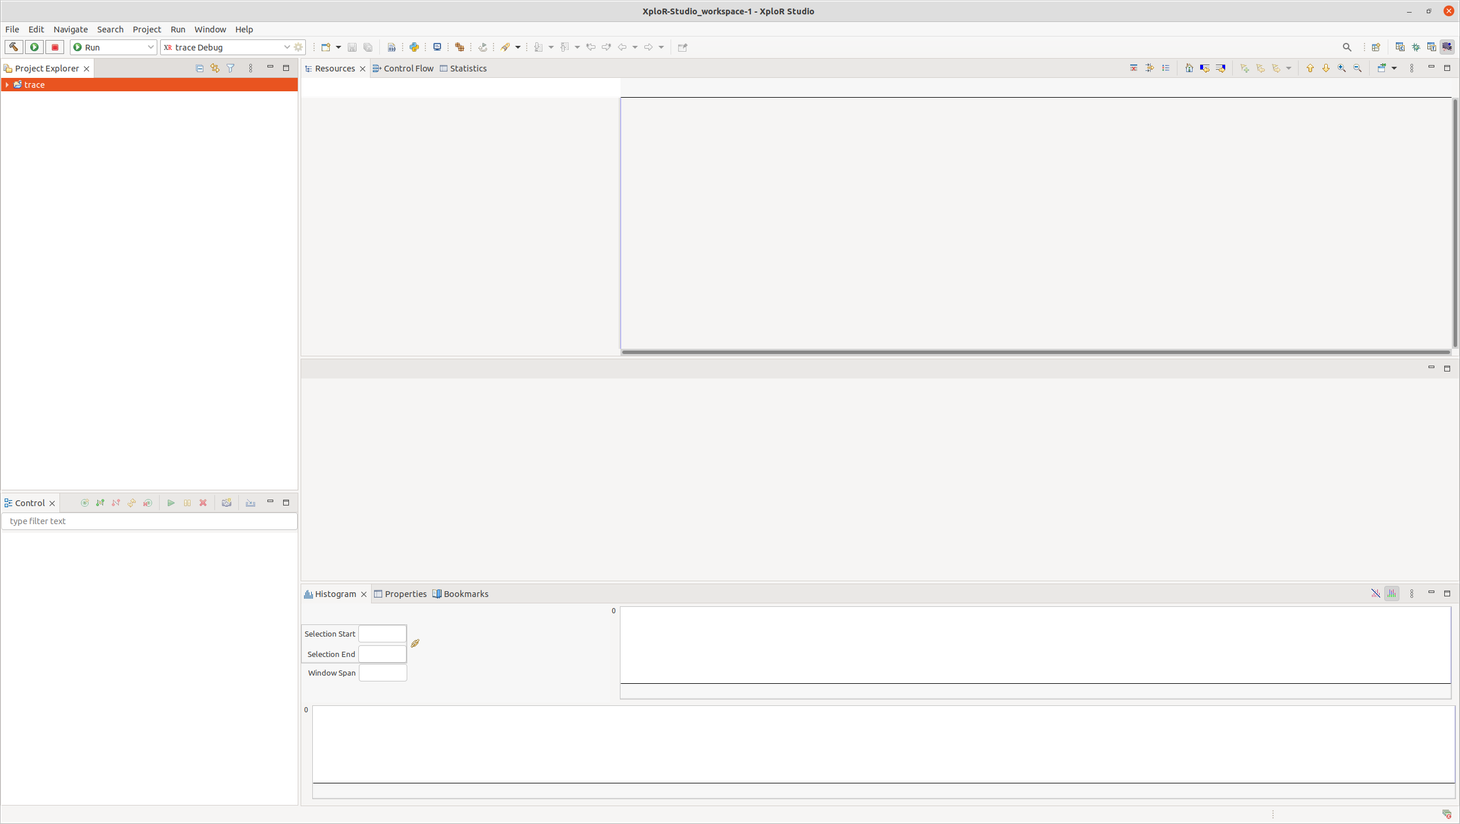 XploR-Studio_workspace-1 - XploR Studio
File Edit Navigate Search Project Run Window Help
Run
trace Debug
Project Explorer
trace
Resources Control Flow Statistics
Control
type filter text
Histogram Properties Bookmarks
0
Selection Start
Selection End
Window Span
0